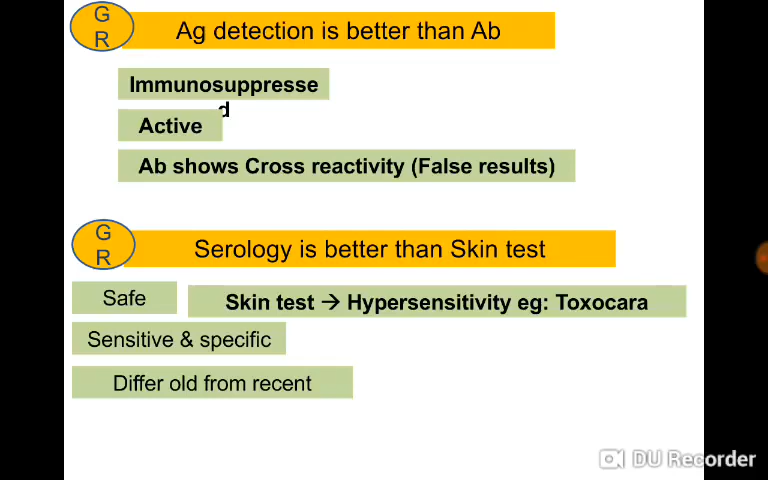 G
R
Ag detection is better than Ab
Immunosuppresse
d
Active
Ab shows Cross reactivity (False results)
G
R
Serology is better than Skin test
Safe
Skin test → Hypersensitivity eg: Toxocara
Sensitive & specific
Differ old from recent
DU Recorder